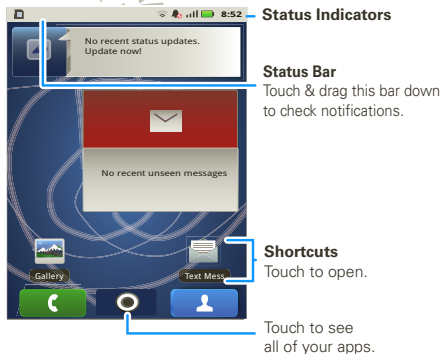 8:52
Status Indicators
No recent status updates.
Update now!
Status Bar
Touch & drag this bar down
to check notifications.
No recent unseen messages
Gallery
Text Mess
Shortcuts
Touch to open.
Touch to see
all of your apps.